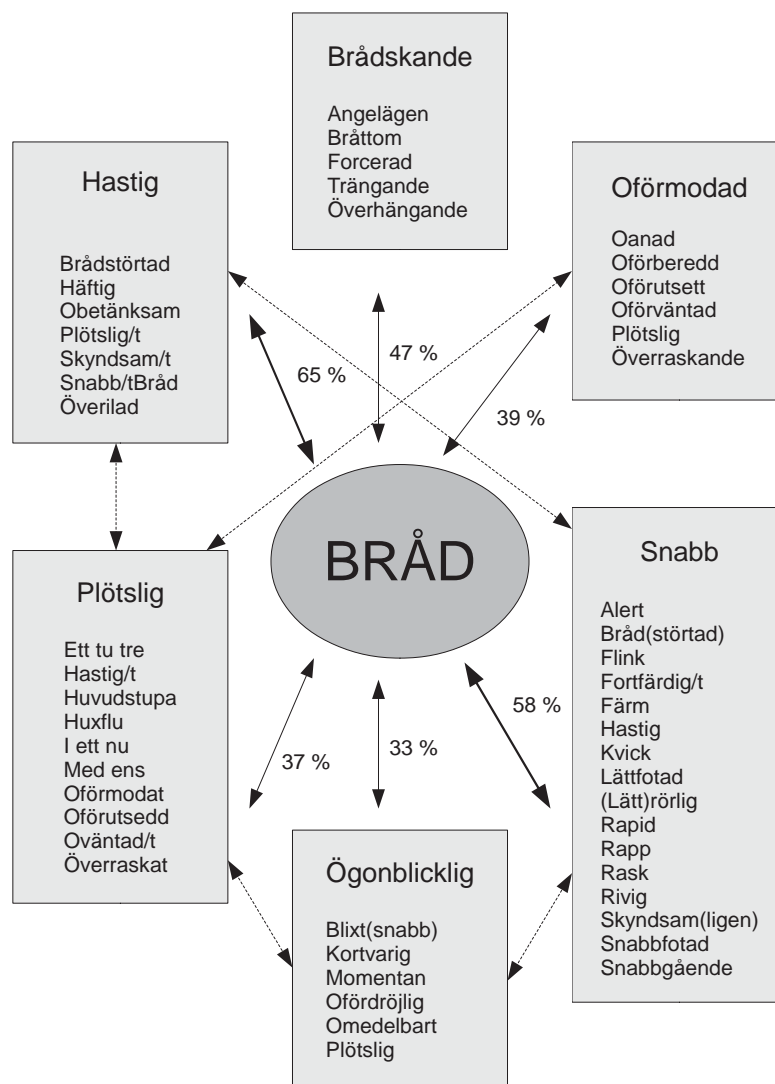 Brådskande
Angelägen
Bråttom
Forcerad
Trängande
Överhängande
Hastig
Brådstörtad
Häftig
Obetänksam
Plötslig/t
Skyndsam/t
Snabb/tBråd
Överilad
Oförmodad
Oanad
Oförberedd
Oförutsett
Oförväntad
Plötslig
Överraskande
65 %
47 %
39 %
BRÅD
Plötslig
Ett tu tre
Hastig/t
Huvudstupa
Huxflu
I ett nu
Med ens
Oförmodat
Oförutsedd
Oväntad/t
Överraskat
37 %
33 %
58 %
Snabb
Alert
Bråd(störtad)
Flink
Fortfärdig/t
Färm
Hastig
Kvick
Lättfotad
(Lätt)rörlig
Rapid
Rapp
Rask
Rivig
Skyndsam(ligen)
Snabbfotad
Snabbgående
Ögonblicklig
Blixt(snabb)
Kortvarig
Momentan
Ofördröjlig
Omedelbart
Plötslig